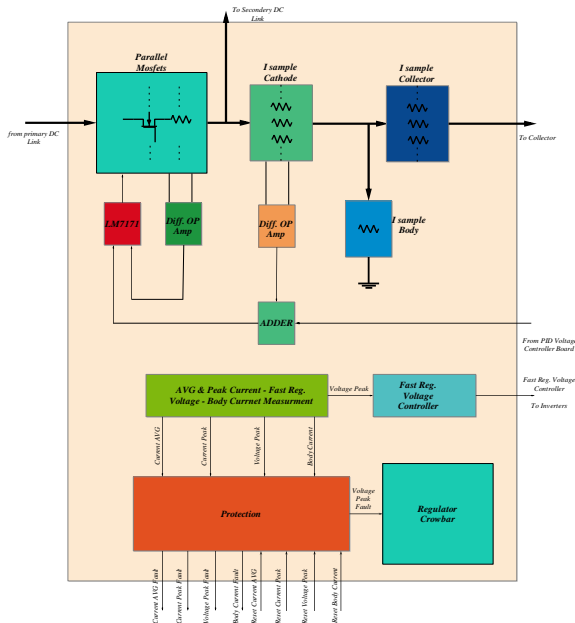 To Secondery DC
Link
Parallel
Mosfets
I sample
Cathode
I sample
Collector
from primary DC
Link
To Collector
LM7171
Diff. OP
Amp
Diff. OP
Amp
I sample
Body
ADDER
From PID Voltage
Controller Board
AVG & Peak Current - Fast Reg.
Voltage - Body Currnet Measurment
Voltage Peak
Fast Reg.
Voltage
Controller
Fast Reg. Voltage
Controller
To Inverters
Current AVG
Current Peak
Voltage Peak
Body Current
Protection
Voltage
Peak
Fault
Regulator
Crowbar
Current AVG Fault
Current Peak Fault
Voltage Peak Fault
Body Current Fault
Reset Current AVG
Reset Current Peak
Reset Voltage Peak
Reset Body Current